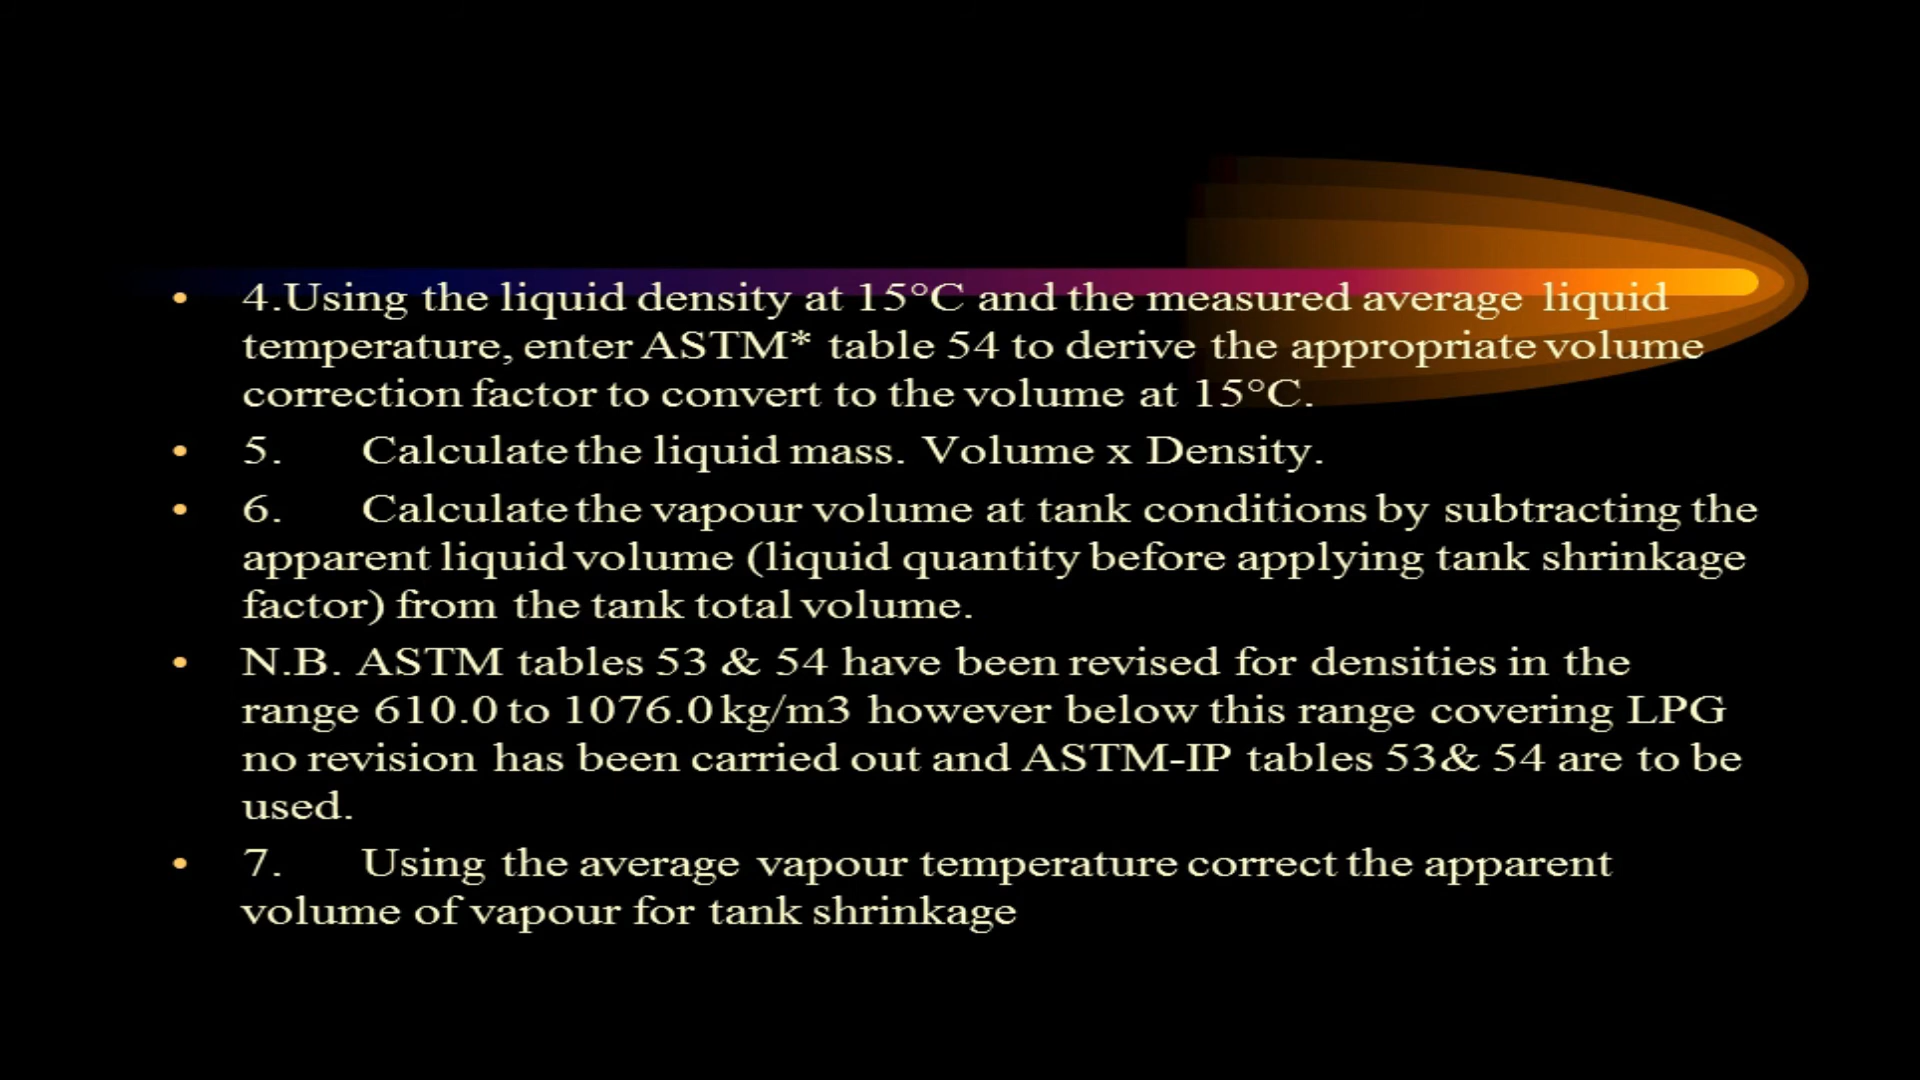 • 4.Using the liquid density at 15°C and the measured average liquid
temperature, enter ASTM* table 54 to derive the appropriate volume
correction factor to convert to the volume at 15°C.
• 5. Calculate the liquid mass. Volume x Density.
• 6. Calculate the vapour volume at tank conditions by subtracting the
apparent liquid volume (liquid quantity before applying tank shrinkage
factor) from the tank total volume.
• N.B. ASTM tables 53 & 54 have been revised for densities in the
range 610.0 to 1076.0 kg/m3 however below this range covering LPG
no revision has been carried out and ASTM-IP tables 53& 54 are to be
used.
• 7. Using the average vapour temperature correct the apparent
volume of vapour for tank shrinkage